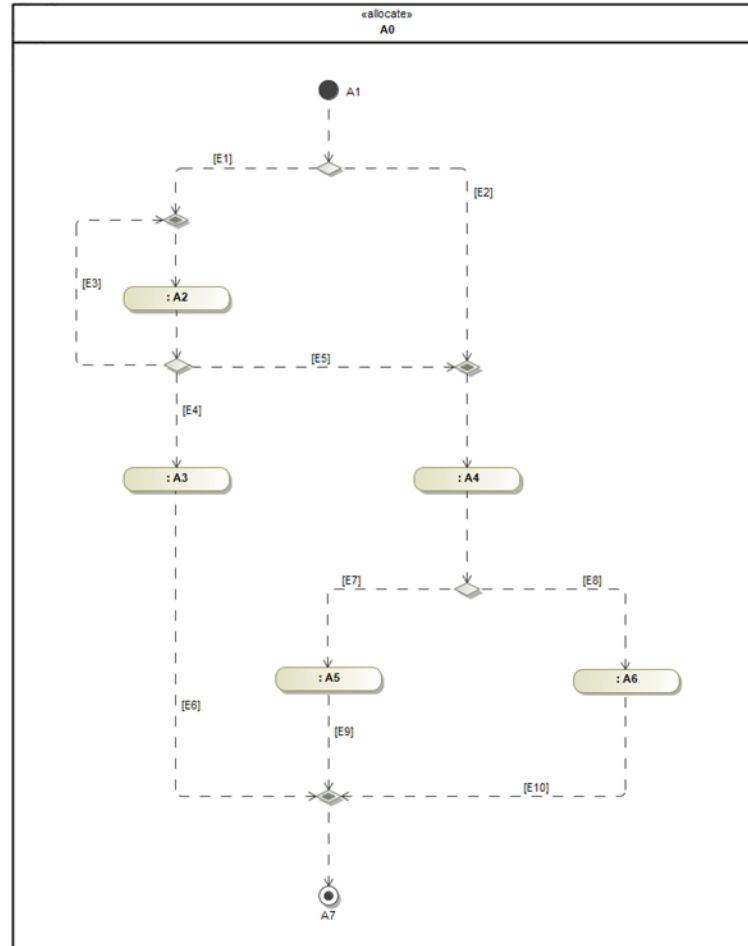 «allocate»
A0
A1
[E1]
[E2]
[E3]
: A2
[E5]
[E4]
: A3
: A4
[E7]
[E8]
: A5
: A6
[E6]
[E9]
[E10]
A7